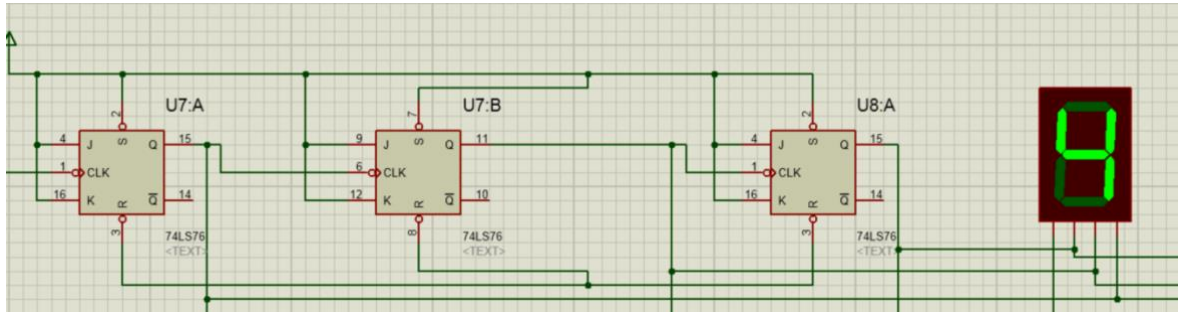 U7:A
U7:B
U8:A
2
7
2
4
J
S
Q
15
9
J
S
Q
11
4
J
S
Q
15
1
CLK
6
CLK
1
CLK
16
K
R
Q
14
12
K
R
Q
10
16
K
R
Q
14
3
8
3
74LS76
<TEXT>
74LS76
<TEXT>
74LS76
<TEXT>
4